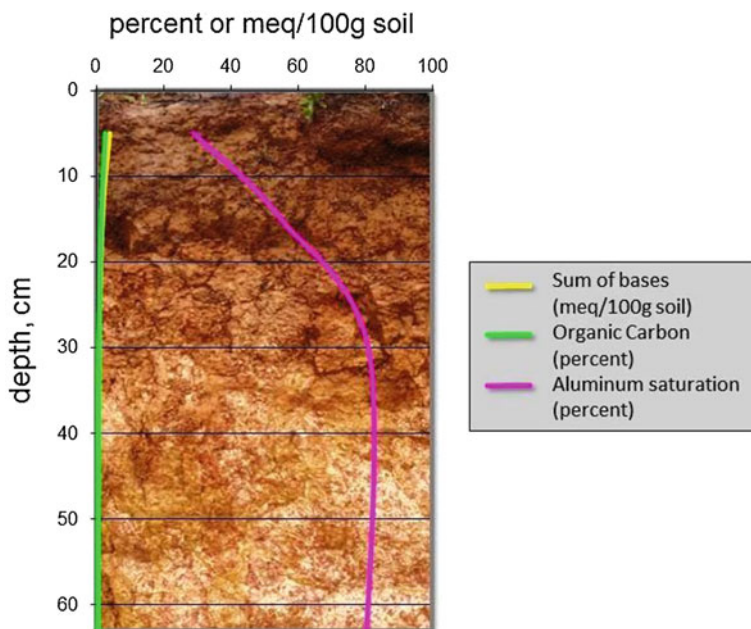 percent or meq/100g soil
0 20 40 60 80 100
0
10
20
30
40
50
60
depth, cm
Sum of bases
(meq/100g soil)
Organic Carbon
(percent)
Aluminum saturation
(percent)